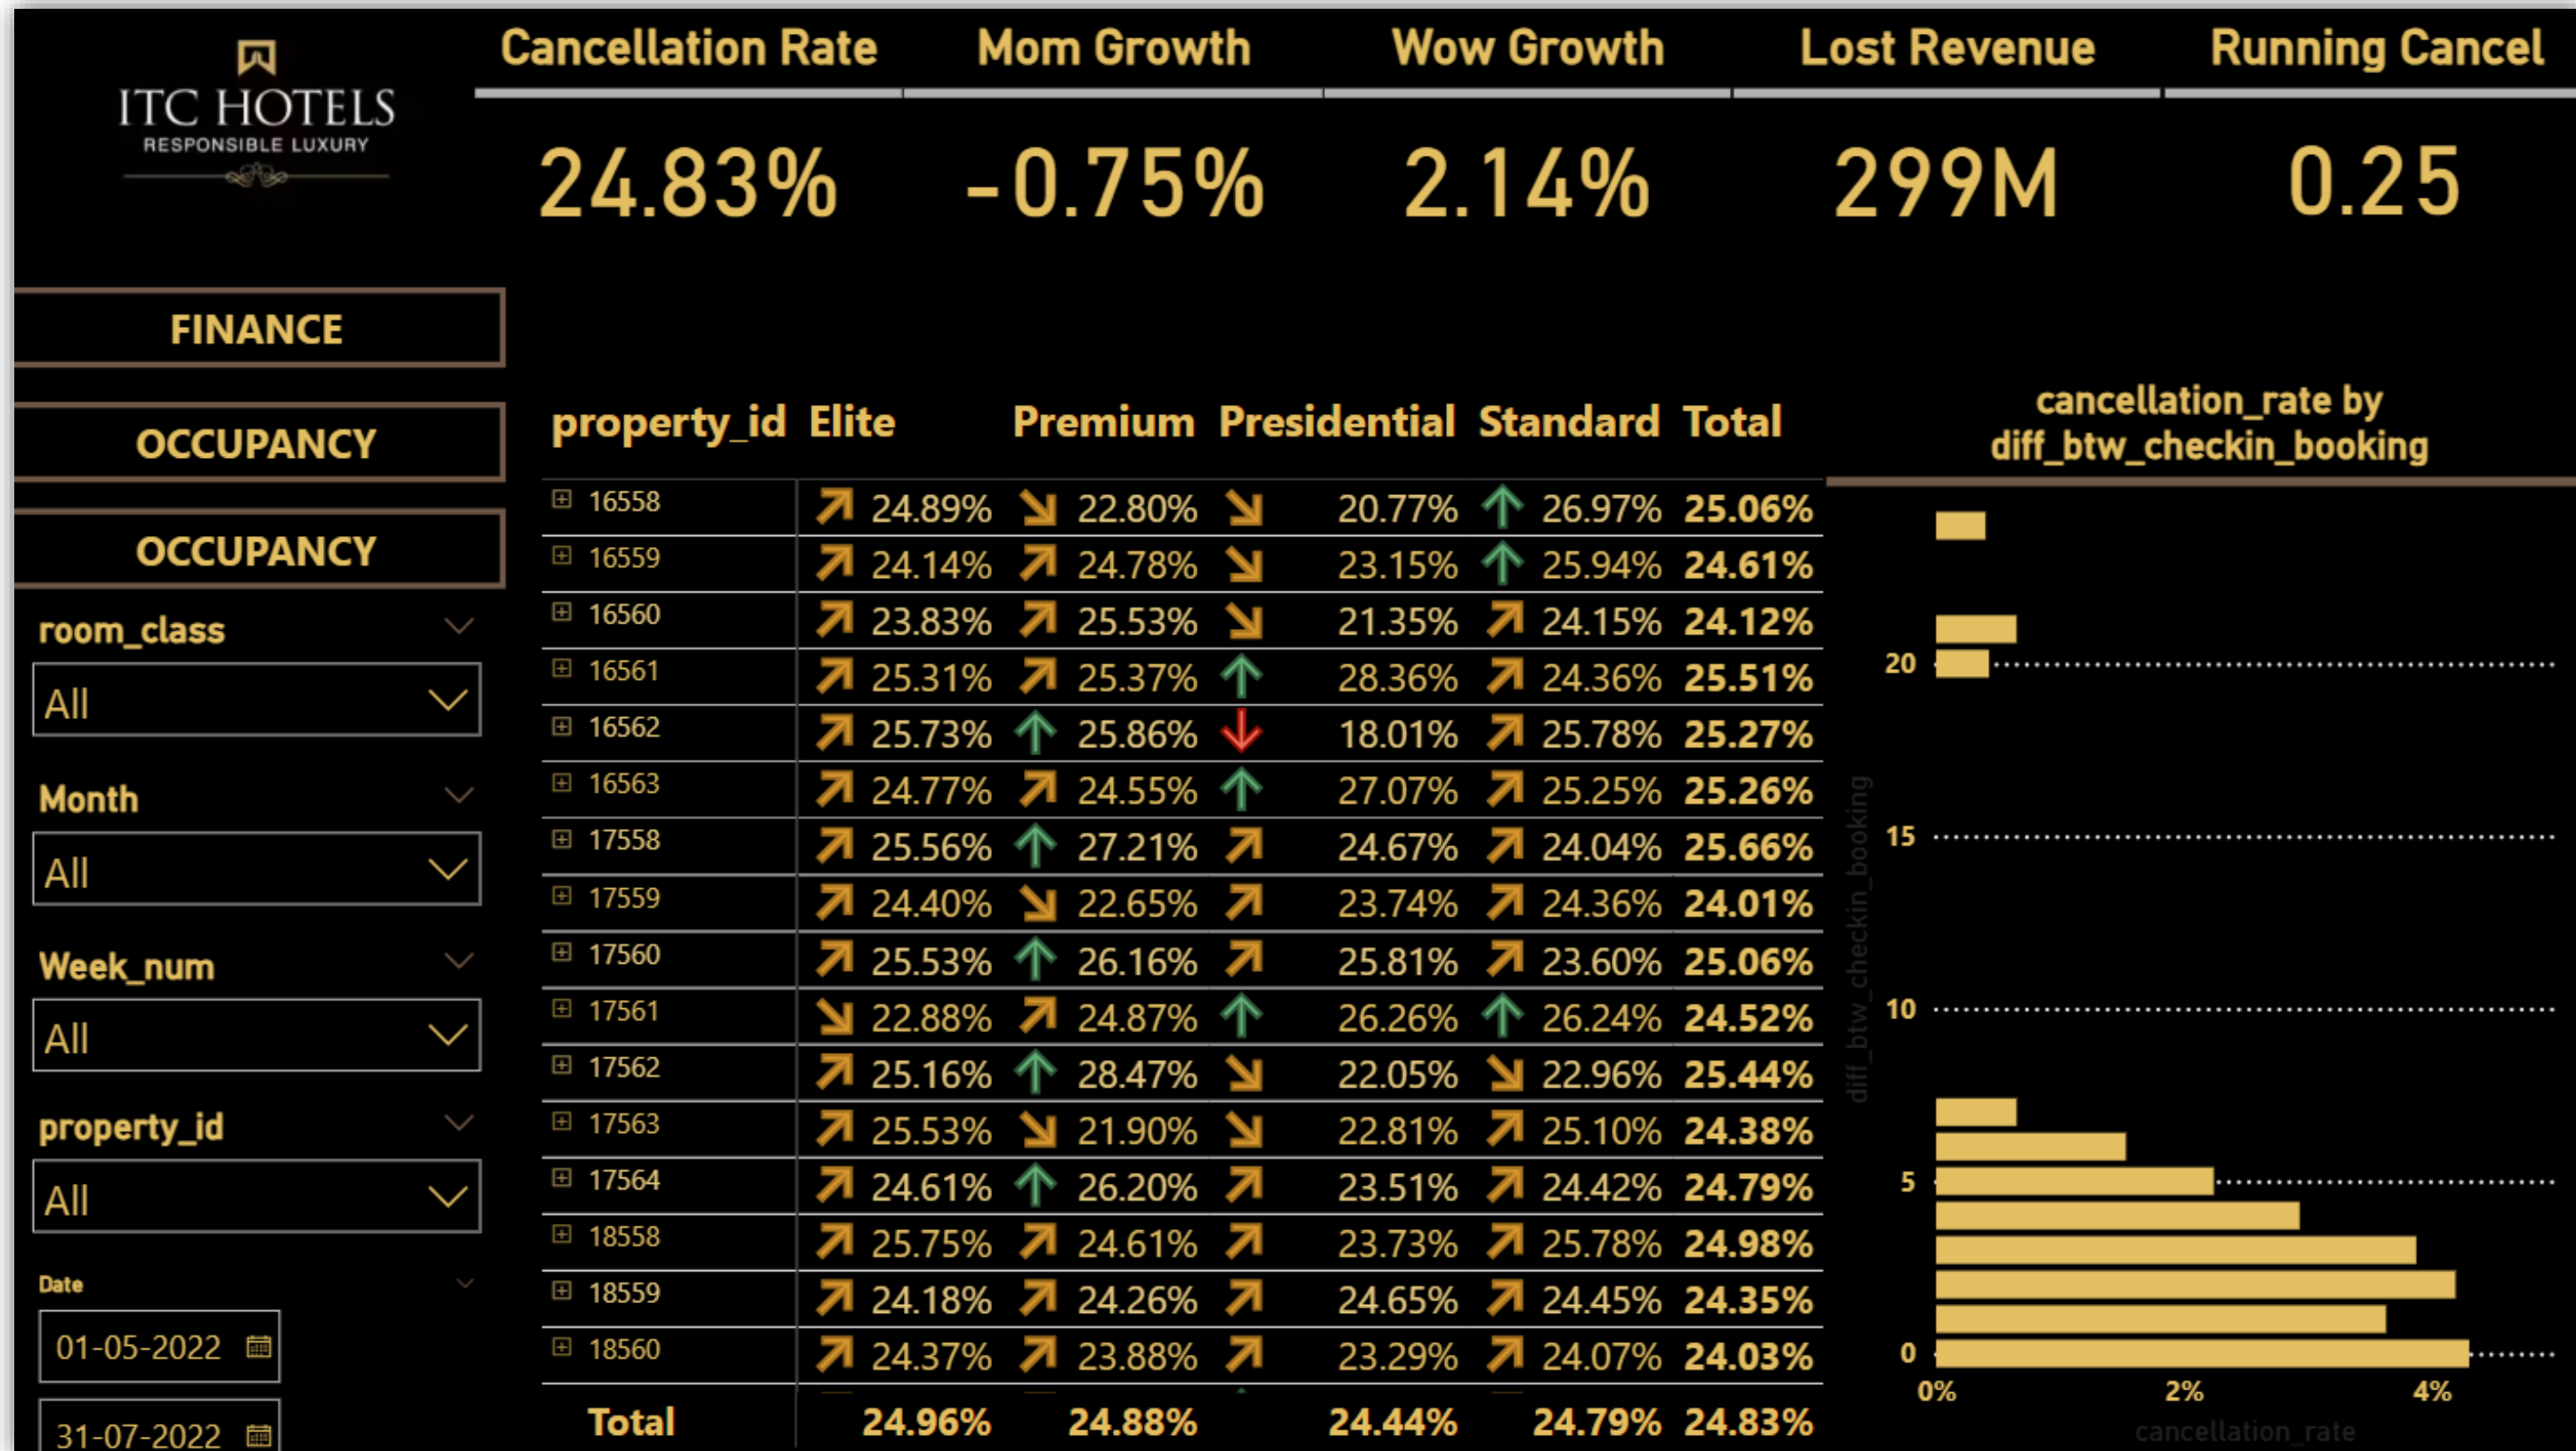 ITC HOTELS
RESPONSIBLE LUXURY
Cancellation Rate Mom Growth Wow Growth Lost Revenue Running Cancel
24.83% -0.75% 2.14% 299M 0.25
FINANCE
OCCUPANCY
OCCUPANCY
room_class
All
Month
All
Week_num
All
property_id
All
Date
01-05-2022
31-07-2022
property_id Elite Premium Presidential Standard Total
16558 24.89% 22.80% 20.77% 26.97% 25.06%
16559 24.14% 24.78% 23.15% 25.94% 24.61%
16560 23.83% 25.53% 21.35% 24.15% 24.12%
16561 25.31% 25.37% 28.36% 24.36% 25.51%
16562 25.73% 25.86% 18.01% 25.78% 25.27%
16563 24.77% 24.55% 27.07% 25.25% 25.26%
17558 25.56% 27.21% 24.67% 24.04% 25.66%
17559 24.40% 22.65% 23.74% 24.36% 24.01%
17560 25.53% 26.16% 25.81% 23.60% 25.06%
17561 22.88% 24.87% 26.26% 26.24% 24.52%
17562 25.16% 28.47% 22.05% 22.96% 25.44%
17563 25.53% 21.90% 22.81% 25.10% 24.38%
17564 24.61% 26.20% 23.51% 24.42% 24.79%
18558 25.75% 24.61% 23.73% 25.78% 24.98%
18559 24.18% 24.26% 24.65% 24.45% 24.35%
18560 24.37% 23.88% 23.29% 24.07% 24.03%
Total 24.96% 24.88% 24.44% 24.79% 24.83%
cancellation_rate by
diff_btw_checkin_booking
diff_btw_checkin_booking
20
15
10
5
0
0% 2% 4%
cancellation_rate